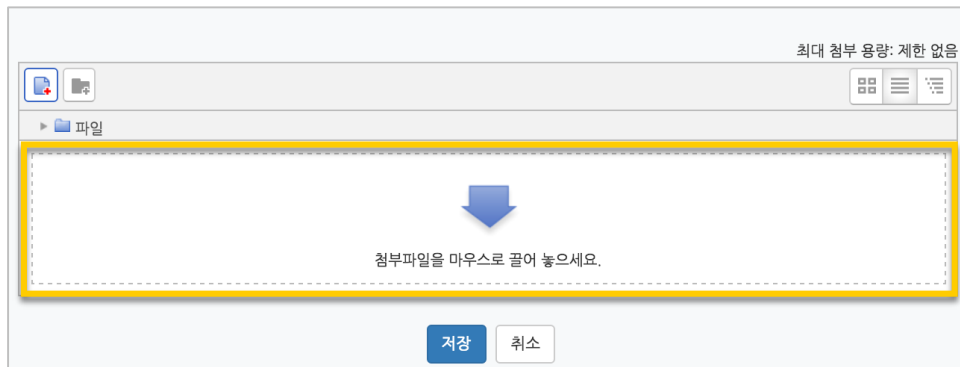 최대 첨부 용량: 제한 없음
파일
첨부파일을 마우스로 끌어 놓으세요.
저장 취소